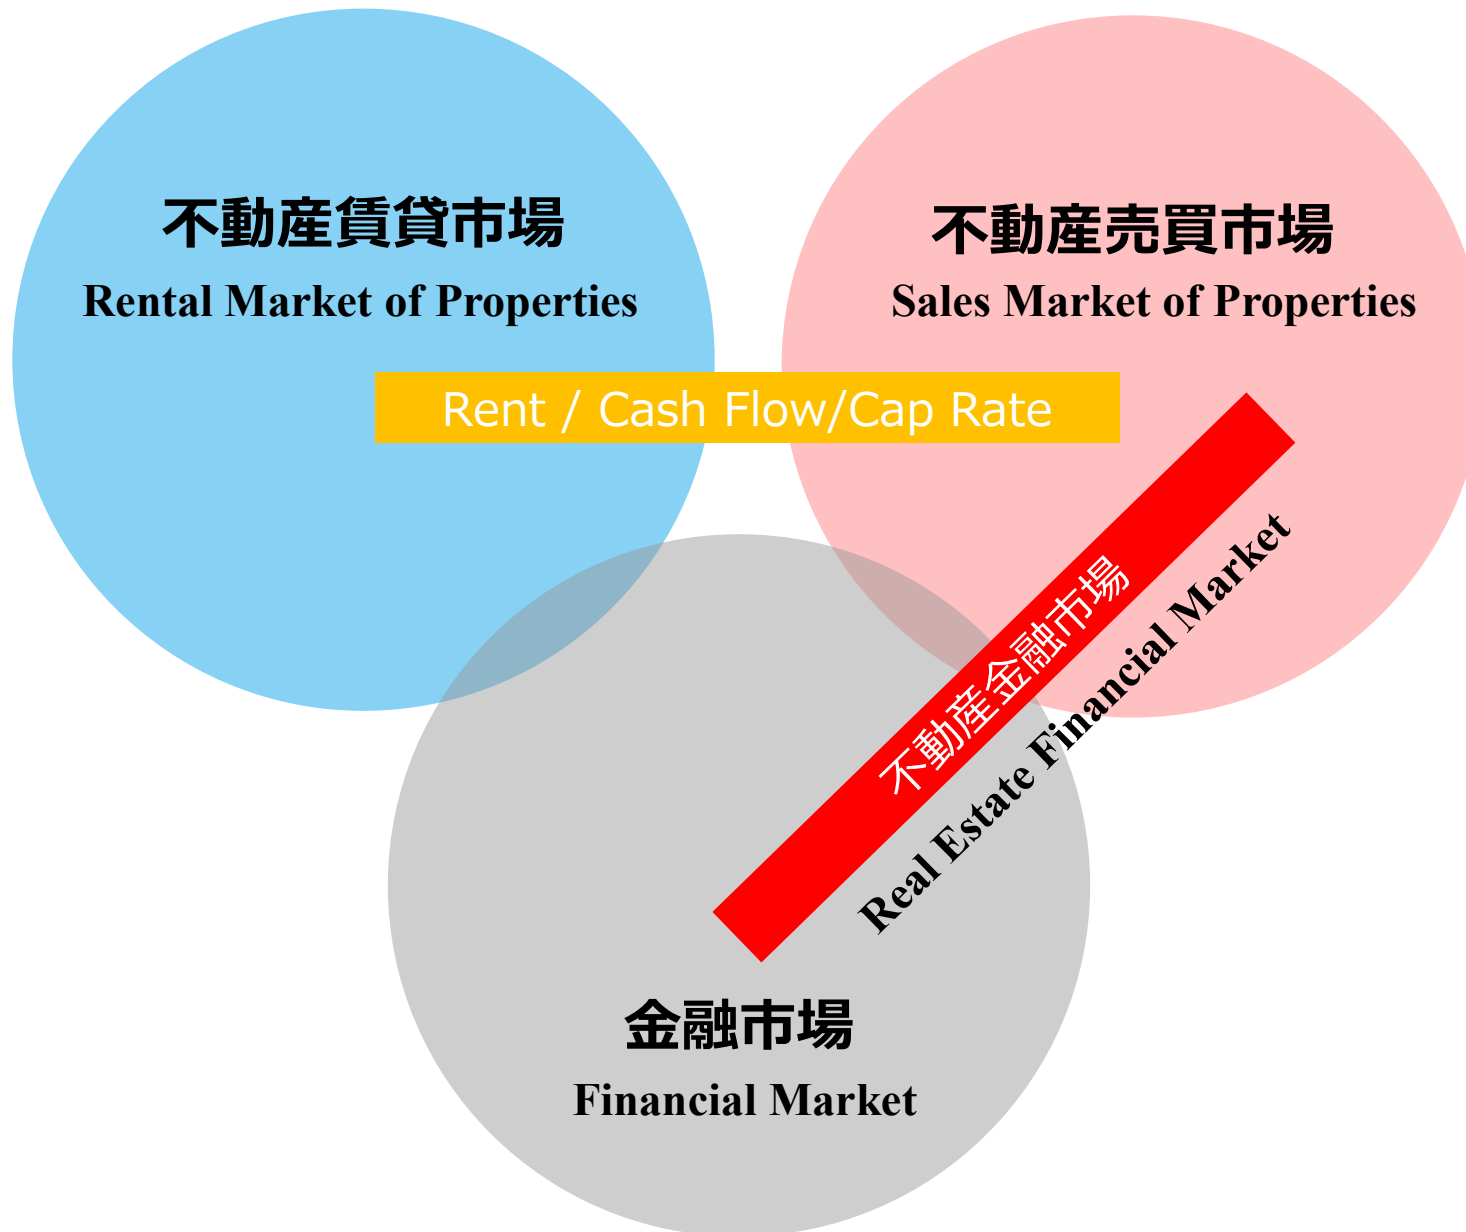 不動産賃貸市場
Rental Market of Properties
不動産売買市場
Sales Market of Properties
Rent / Cash Flow/Cap Rate
不動産金融市場
Real Estate Financial Market
金融市場
Financial Market